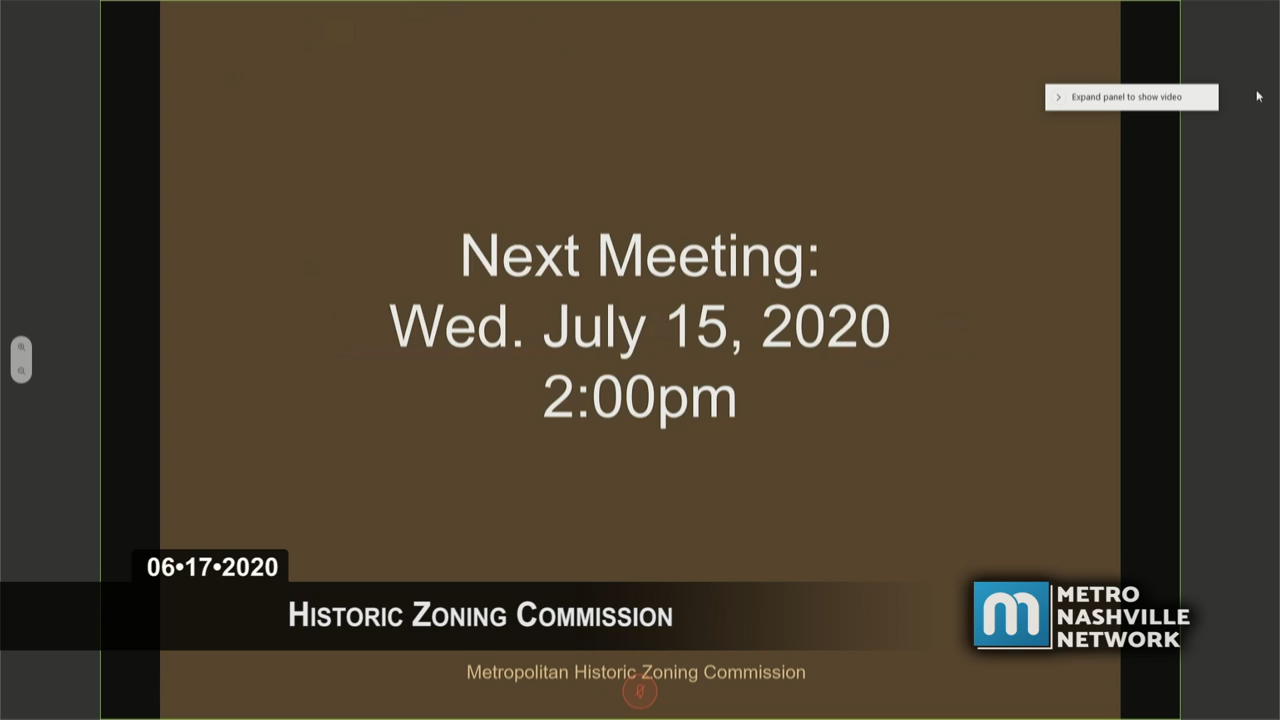 Expand panel to show video
Next Meeting:
Wed. July 15, 2020
2:00pm
06•17•2020
Historic Zoning Commission
METRO
NASHVILLE
NETWORK
Metropolitan Historic Zoning Commission